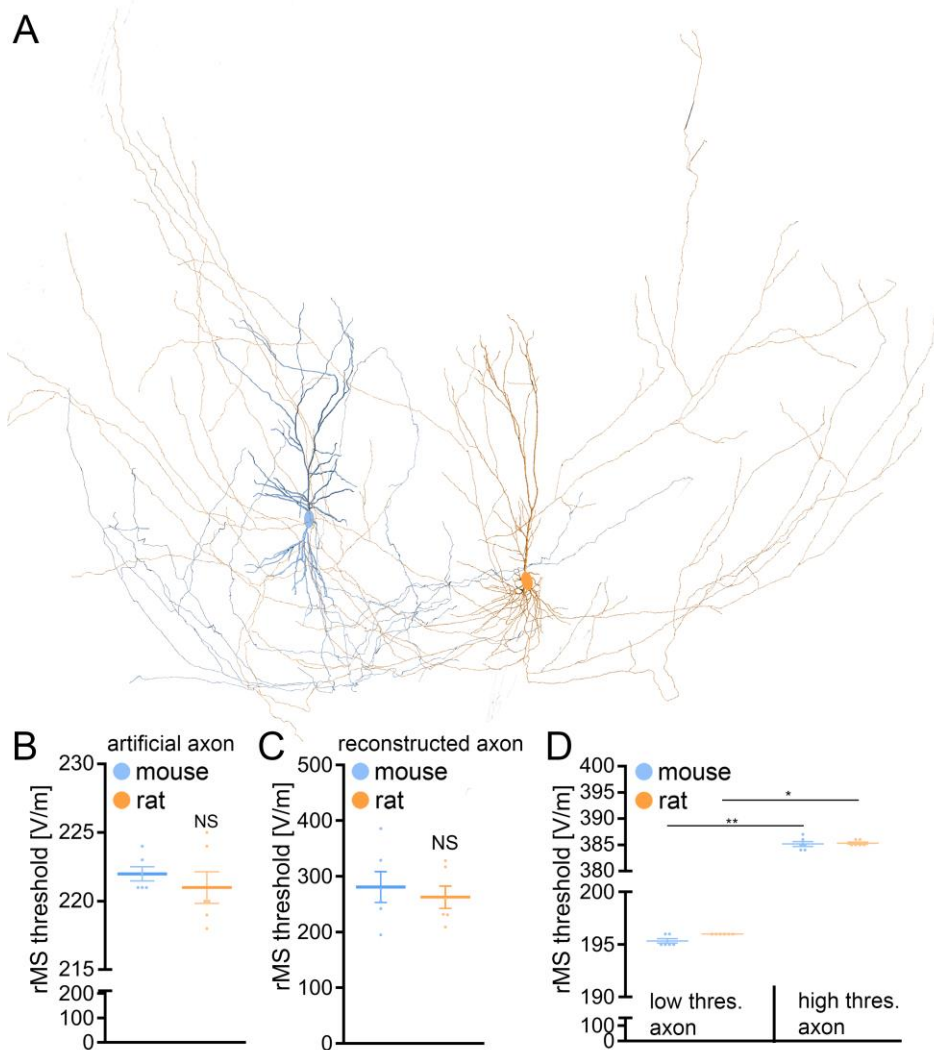 A
B
artificial axon
mouse
rat
NS
rMS threshold [V/m]
230
225
220
215
200
100
0
C
reconstructed axon
mouse
rat
NS
rMS threshold [V/m]
500
400
300
200
100
0
D
mouse
rat
*
**
rMS threshold [V/m]
400
395
390
385
380
200
195
190
100
0
low thres.
axon
high thres.
axon